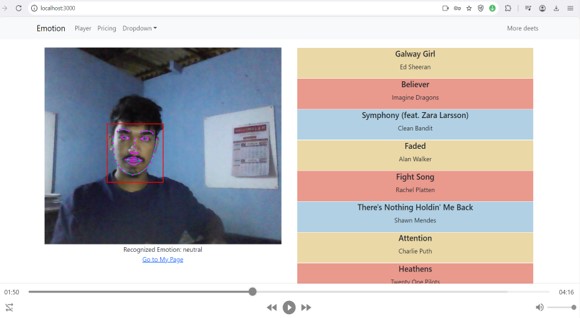 localhost:3000
Emotion
Player
Pricing
Dropdown
More deets
Recognized Emotion: neutral
Go to My Page
Galway Girl
Ed Sheeran
Believer
Imagine Dragons
Symphony (feat. Zara Larsson)
Clean Bandit
Faded
Alan Walker
Fight Song
Rachel Platten
There's Nothing Holdin' Me Back
Shawn Mendes
Attention
Charlie Puth
Heathens
Twenty One Pilots
01:50
04:16